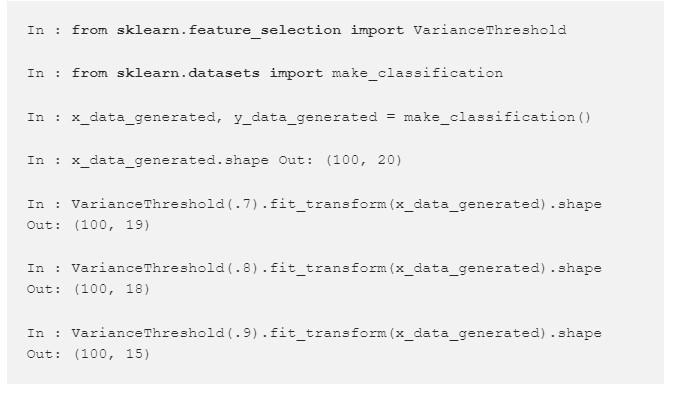 In : from sklearn.feature_selection import VarianceThreshold
In : from sklearn.datasets import make_classification
In : x_data_generated, y_data_generated = make_classification()
In : x_data_generated.shape Out: (100, 20)
In : VarianceThreshold(.7).fit_transform(x_data_generated).shape
Out: (100, 19)
In : VarianceThreshold(.8).fit_transform(x_data_generated).shape
Out: (100, 18)
In : VarianceThreshold(.9).fit_transform(x_data_generated).shape
Out: (100, 15)